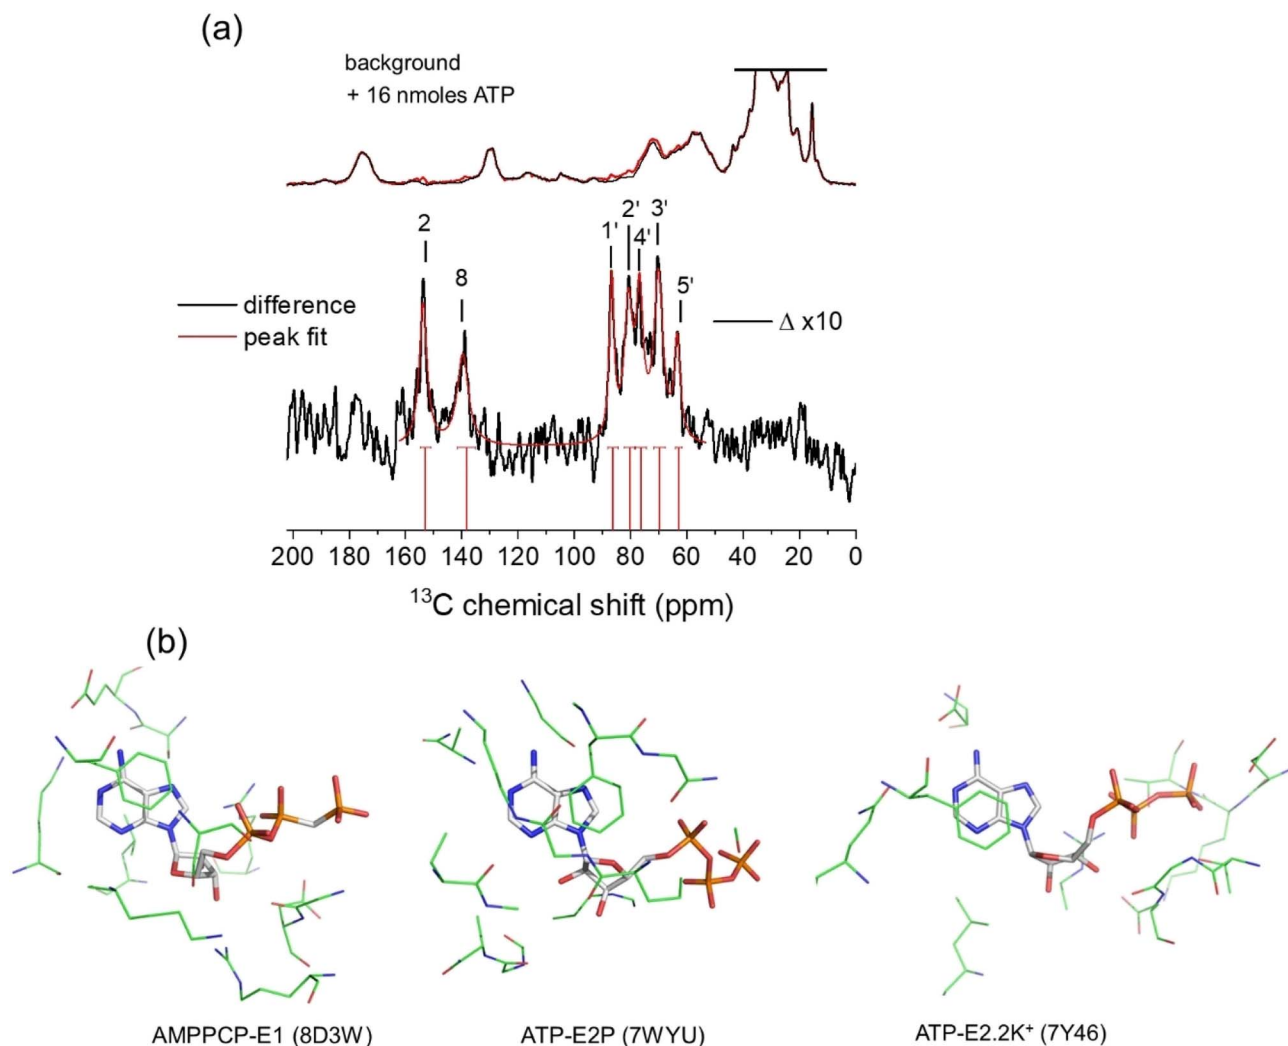 (a)
background
+ 16 nmoles ATP
2
8
1'
2'
4'
3'
5'
difference
peak fit
Δ x10
200 180 160 140 120 100 80 60 40 20 0
¹³C chemical shift (ppm)
(b)
AMPPCP-E1 (8D3W)
ATP-E2P (7WYU)
ATP-E2.2K⁺ (7Y46)